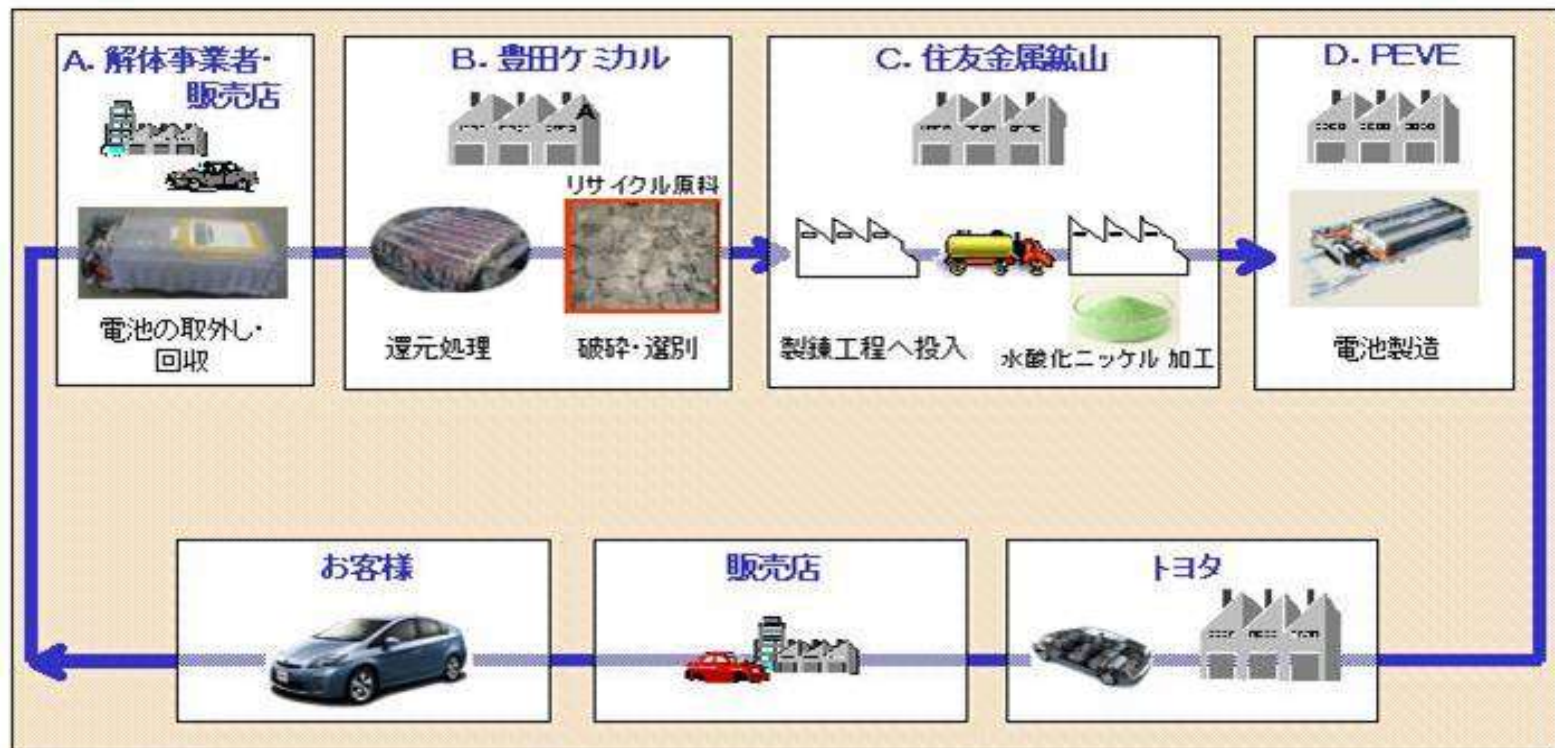 A. 解体事業者・
販売店
電池の取外し・
回収
B. 豊田ケミカル
A
リサイクル原料
還元処理
破砕・選別
C. 住友金属鉱山
製錬工程へ投入
水酸化ニッケル 加工
D. PEVE
電池製造
お客様
販売店
トヨタ